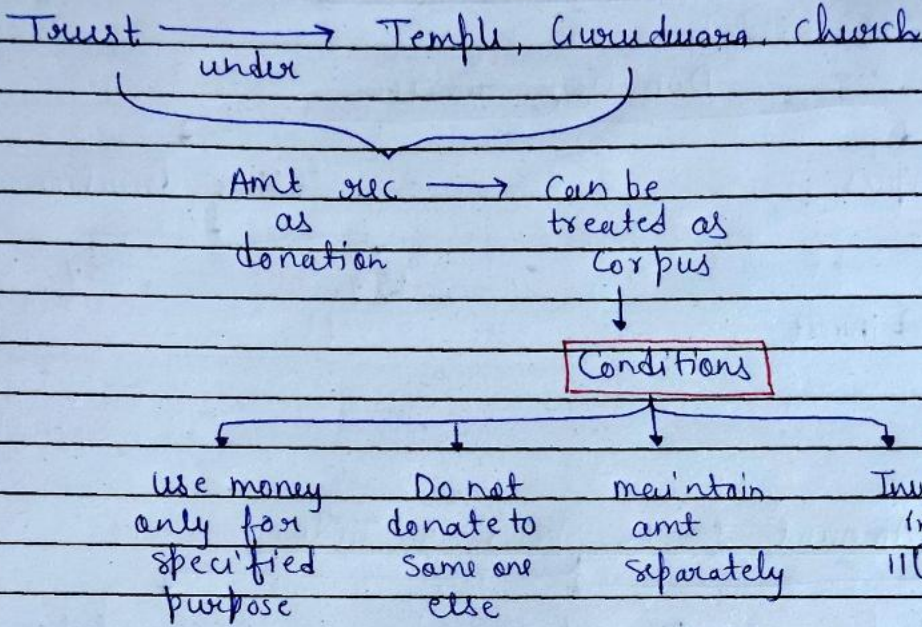 Trust → Temple, Gurudwara, Church
under
Amt rec → Can be
as treated as
donation Corpus
Conditions
use money Do not maintain
only for donate to amt
specified some one separately
purpose else